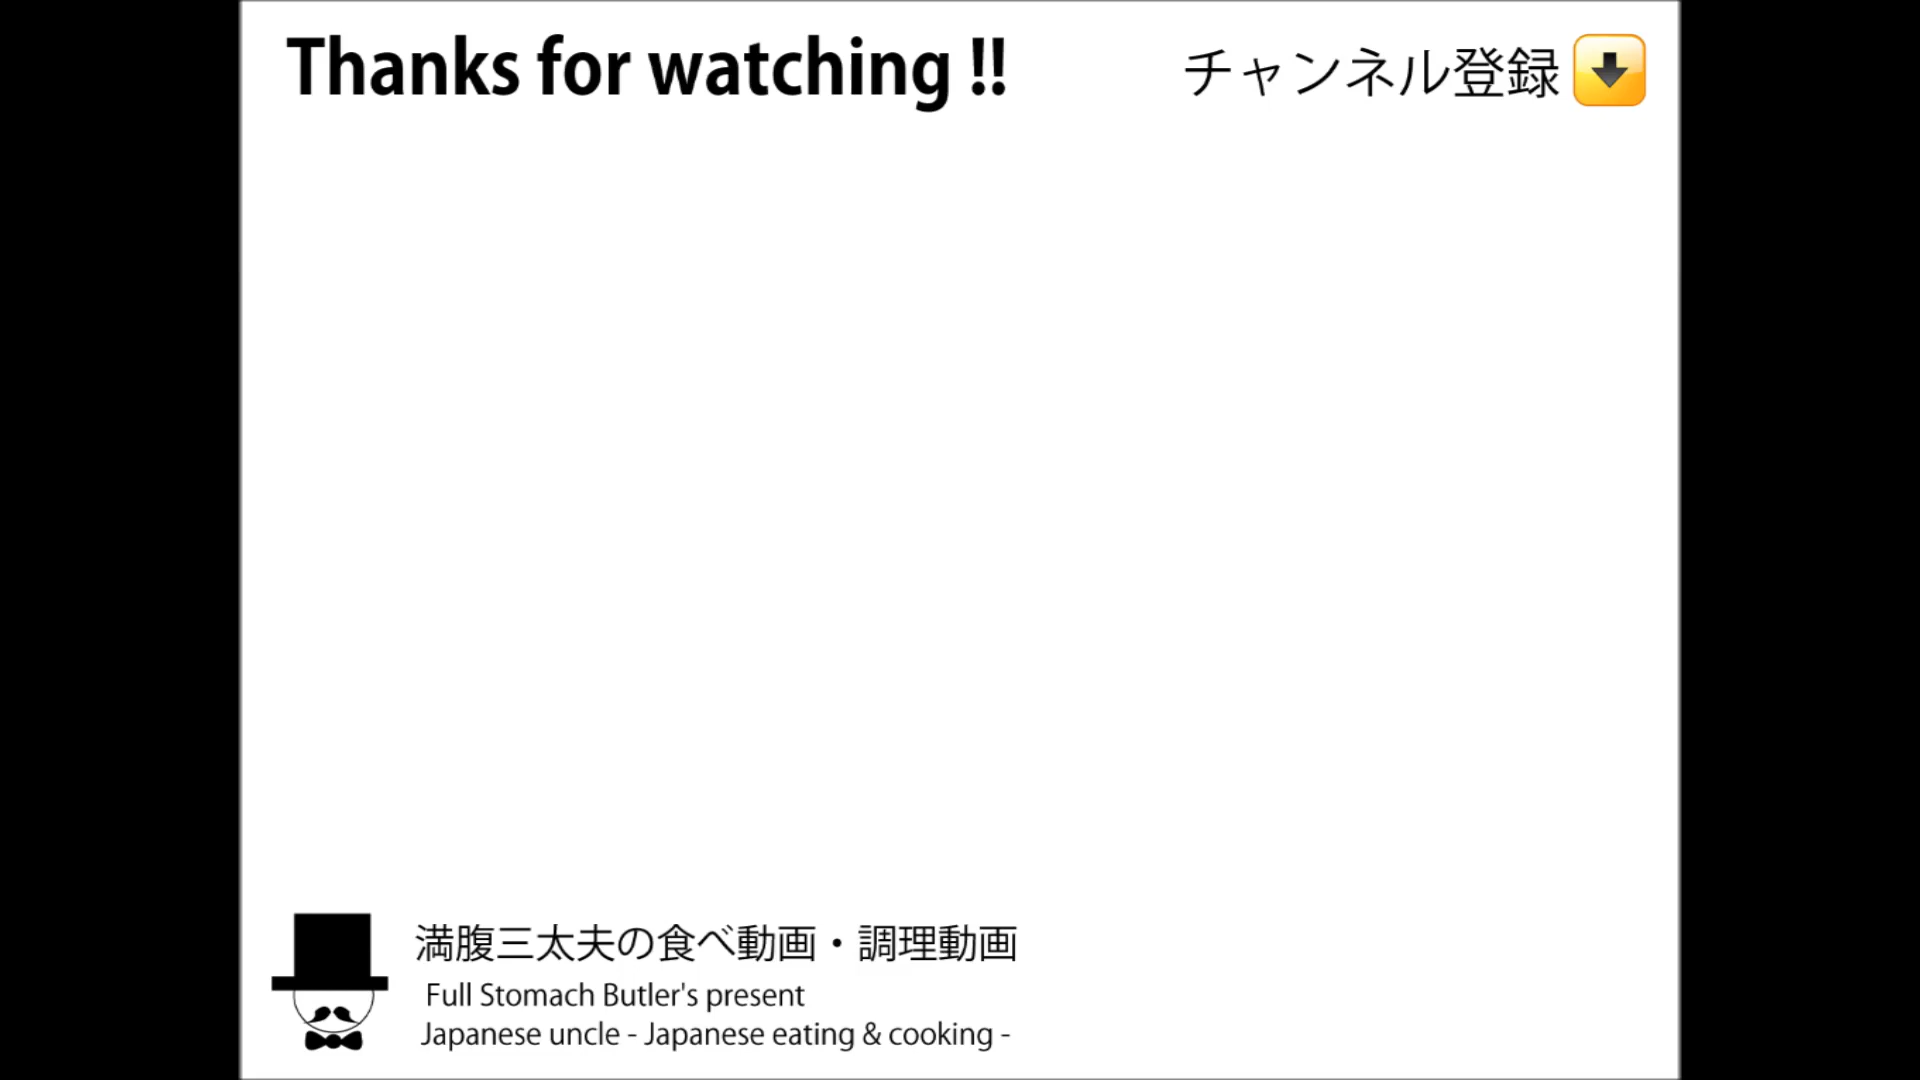 Thanks for watching !!
チャンネル登録
満腹三太夫の食べ動画・調理動画
Full Stomach Butler's present
Japanese uncle - Japanese eating & cooking -